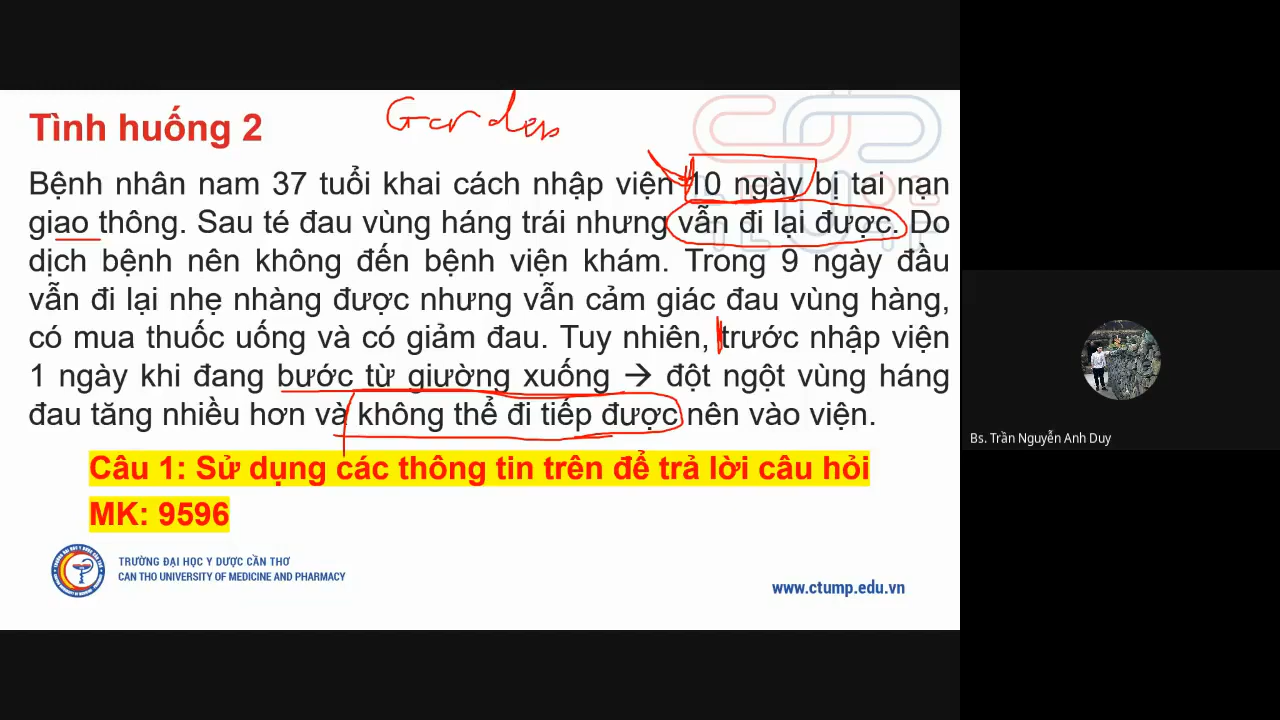 Tình huống 2
Garden
Bệnh nhân nam 37 tuổi khai cách nhập viện 10 ngày bị tai nạn
giao thông. Sau té đau vùng háng trái nhưng vẫn đi lại được. Do
dịch bệnh nên không đến bệnh viện khám. Trong 9 ngày đầu
vẫn đi lại nhẹ nhàng được nhưng vẫn cảm giác đau vùng hàng,
có mua thuốc uống và có giảm đau. Tuy nhiên, trước nhập viện
1 ngày khi đang bước từ giường xuống → đột ngột vùng háng
đau tăng nhiều hơn và không thể đi tiếp được nên vào viện.
Câu 1: Sử dụng các thông tin trên để trả lời câu hỏi
MK: 9596
TRƯỜNG ĐẠI HỌC Y DƯỢC CẦN THƠ
CAN THO UNIVERSITY OF MEDICINE AND PHARMACY
www.ctump.edu.vn
Bs. Trần Nguyễn Anh Duy